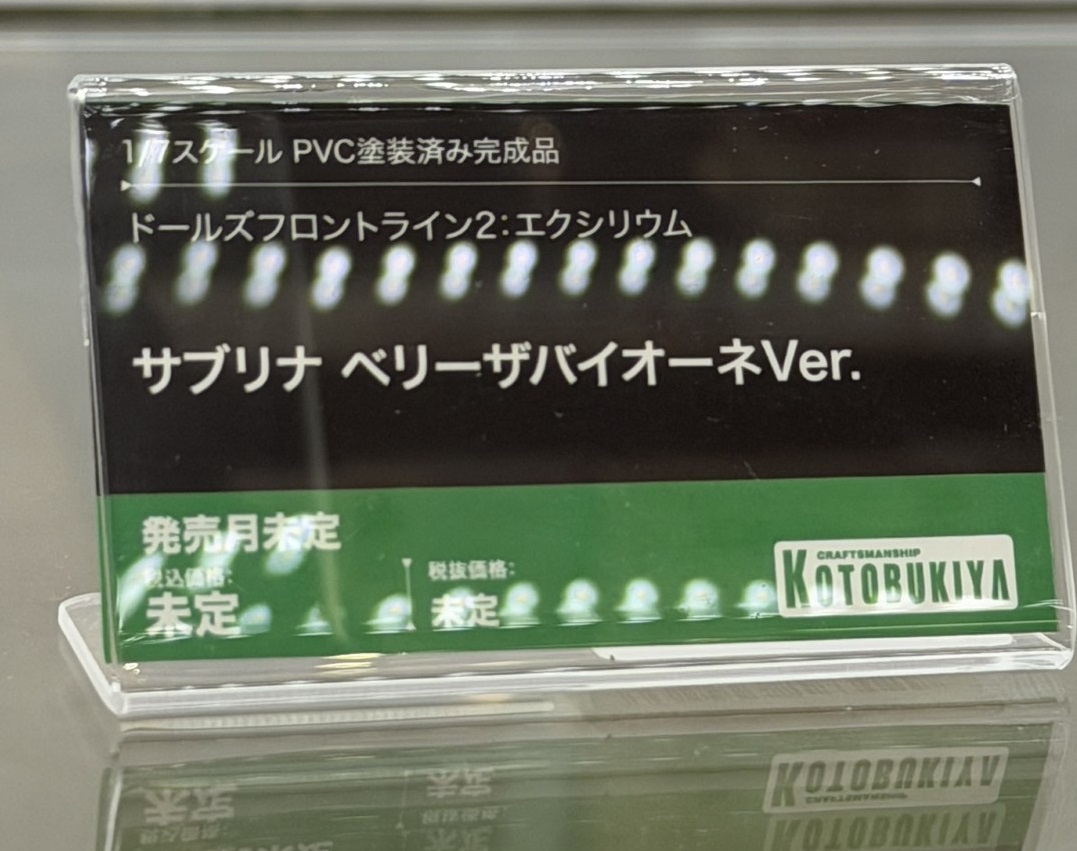 1/7スケール PVC塗装済み完成品
ドールズフロントライン2:エクシリウム
サブリナ ベリーザバイオーネVer.
発売月未定
税込価格:
未定
税抜価格:
未定
CRAFTSMANSHIP
KOTOBUKIYA